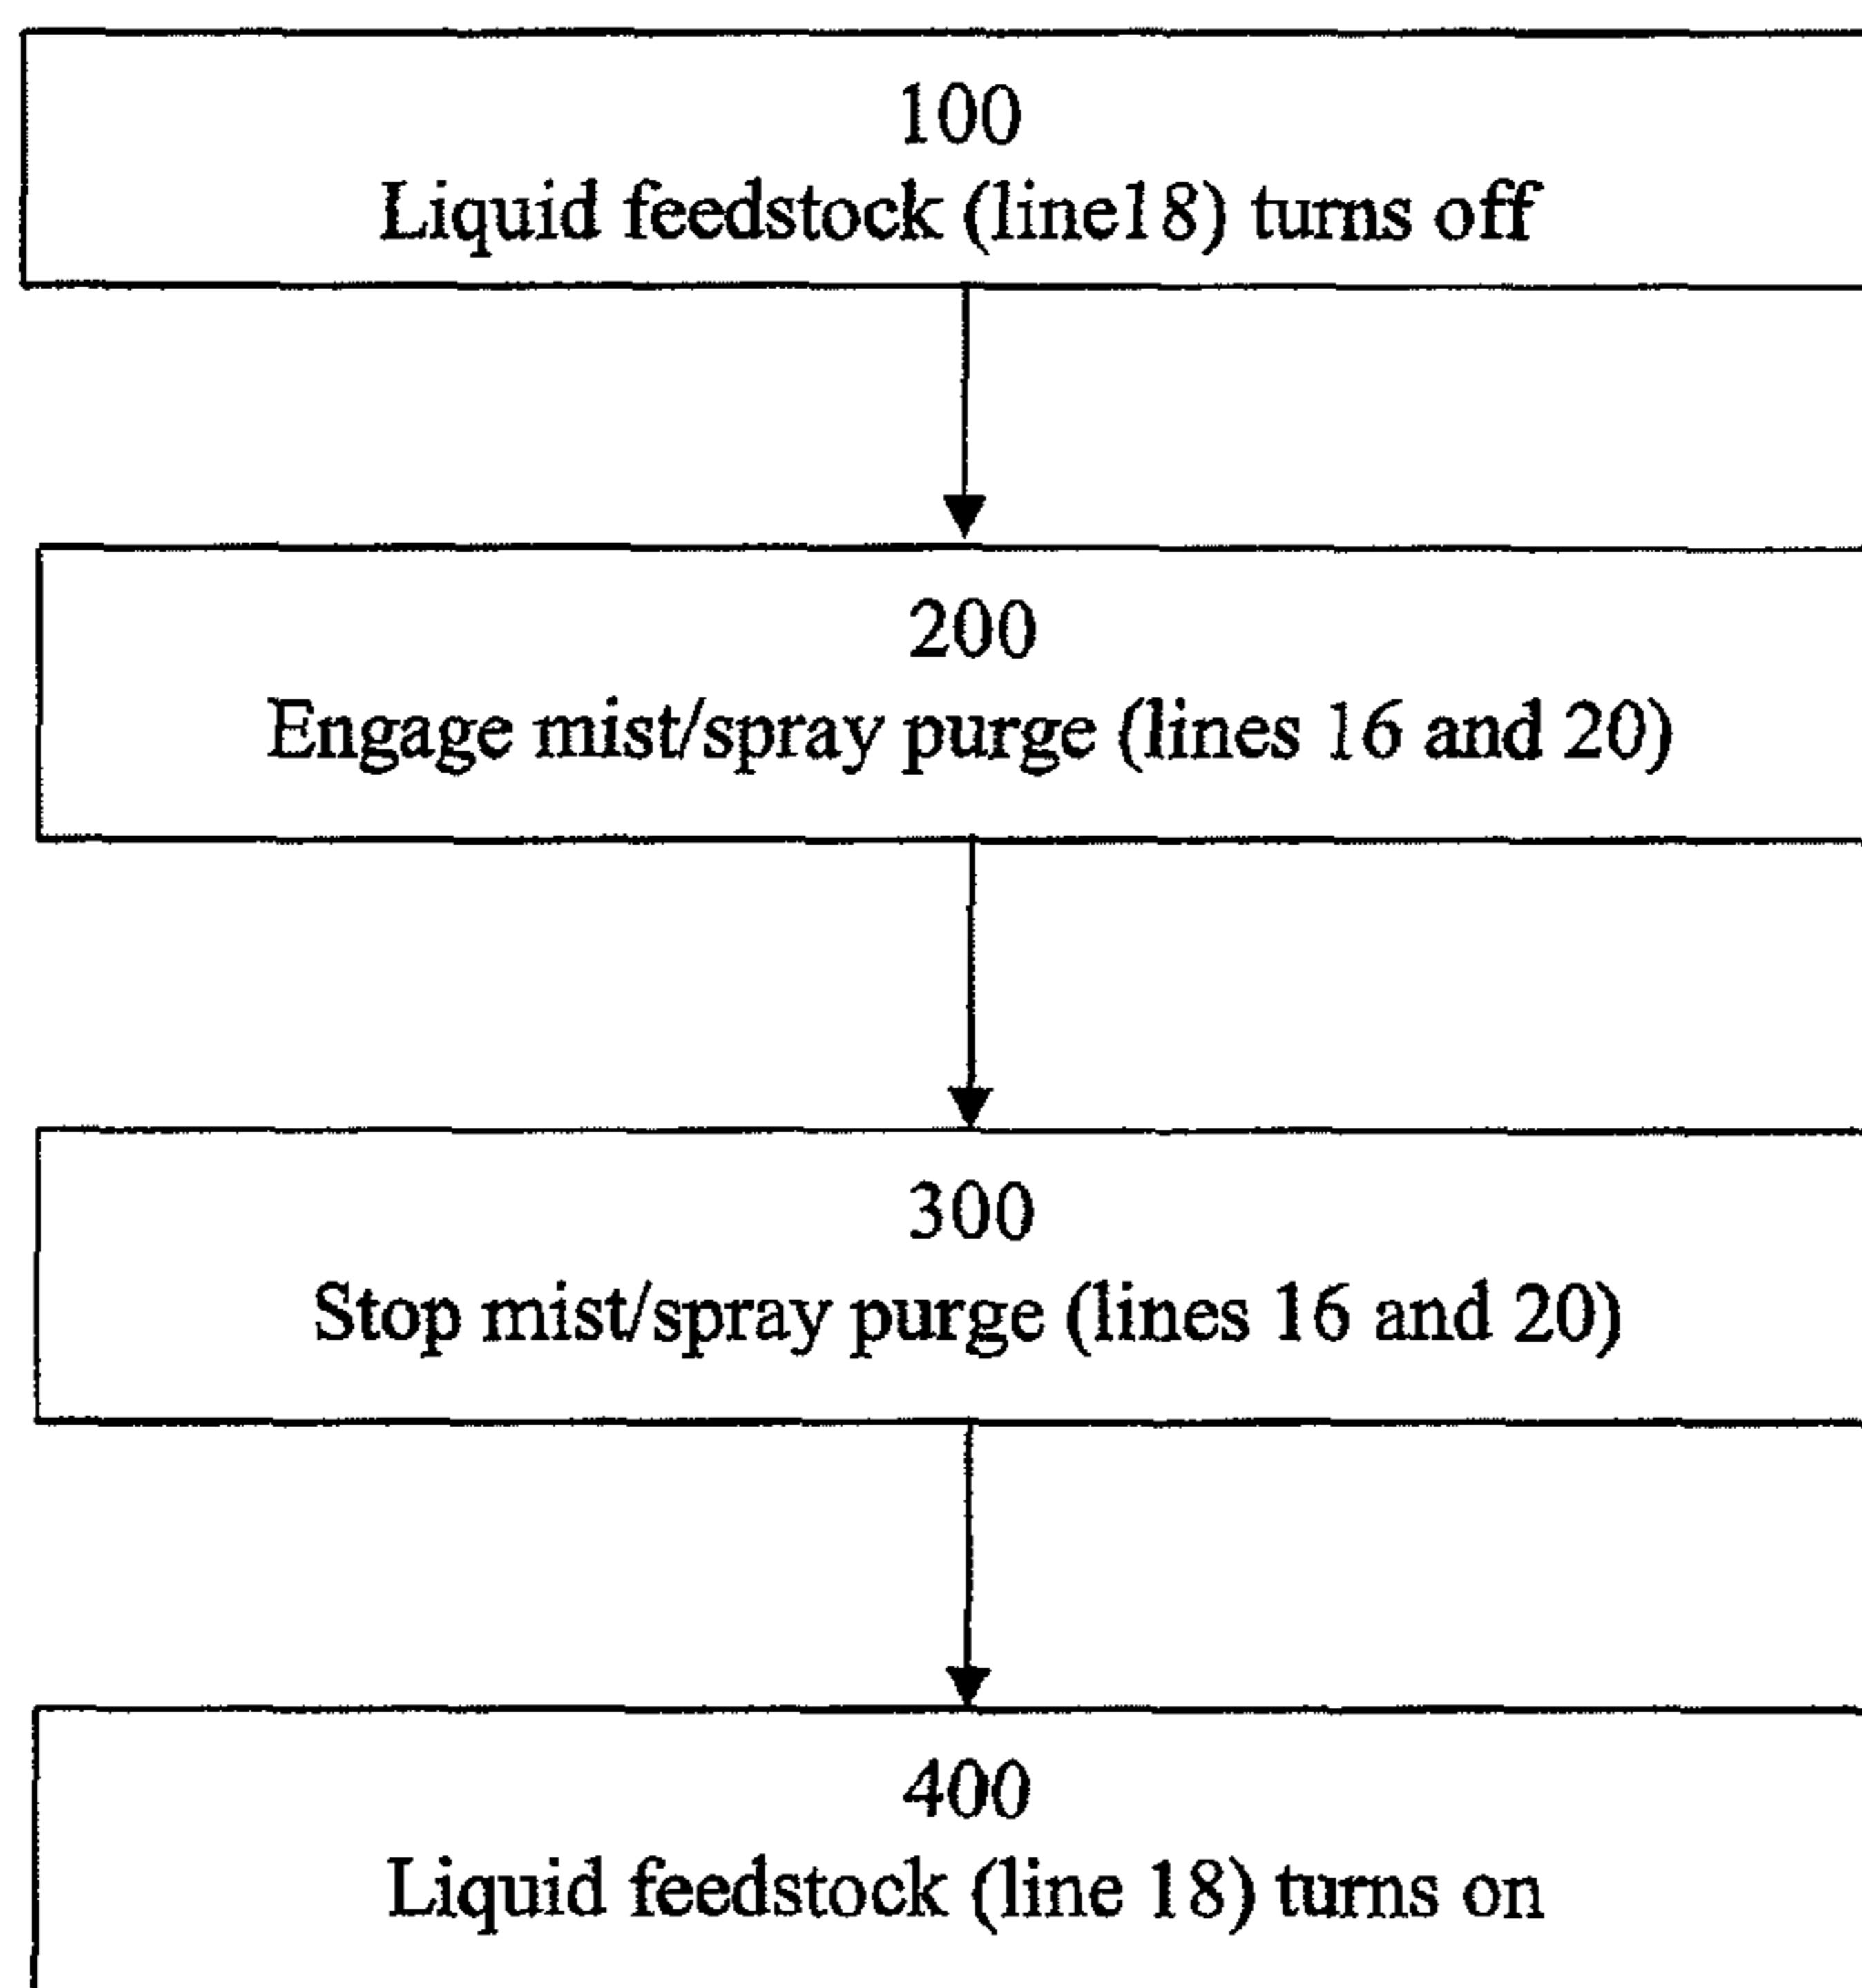 100
Liquid feedstock (line18) turns off
200
Engage mist/spray purge (lines 16 and 20)
300
Stop mist/spray purge (lines 16 and 20)
400
Liquid feedstock (line 18) turns on